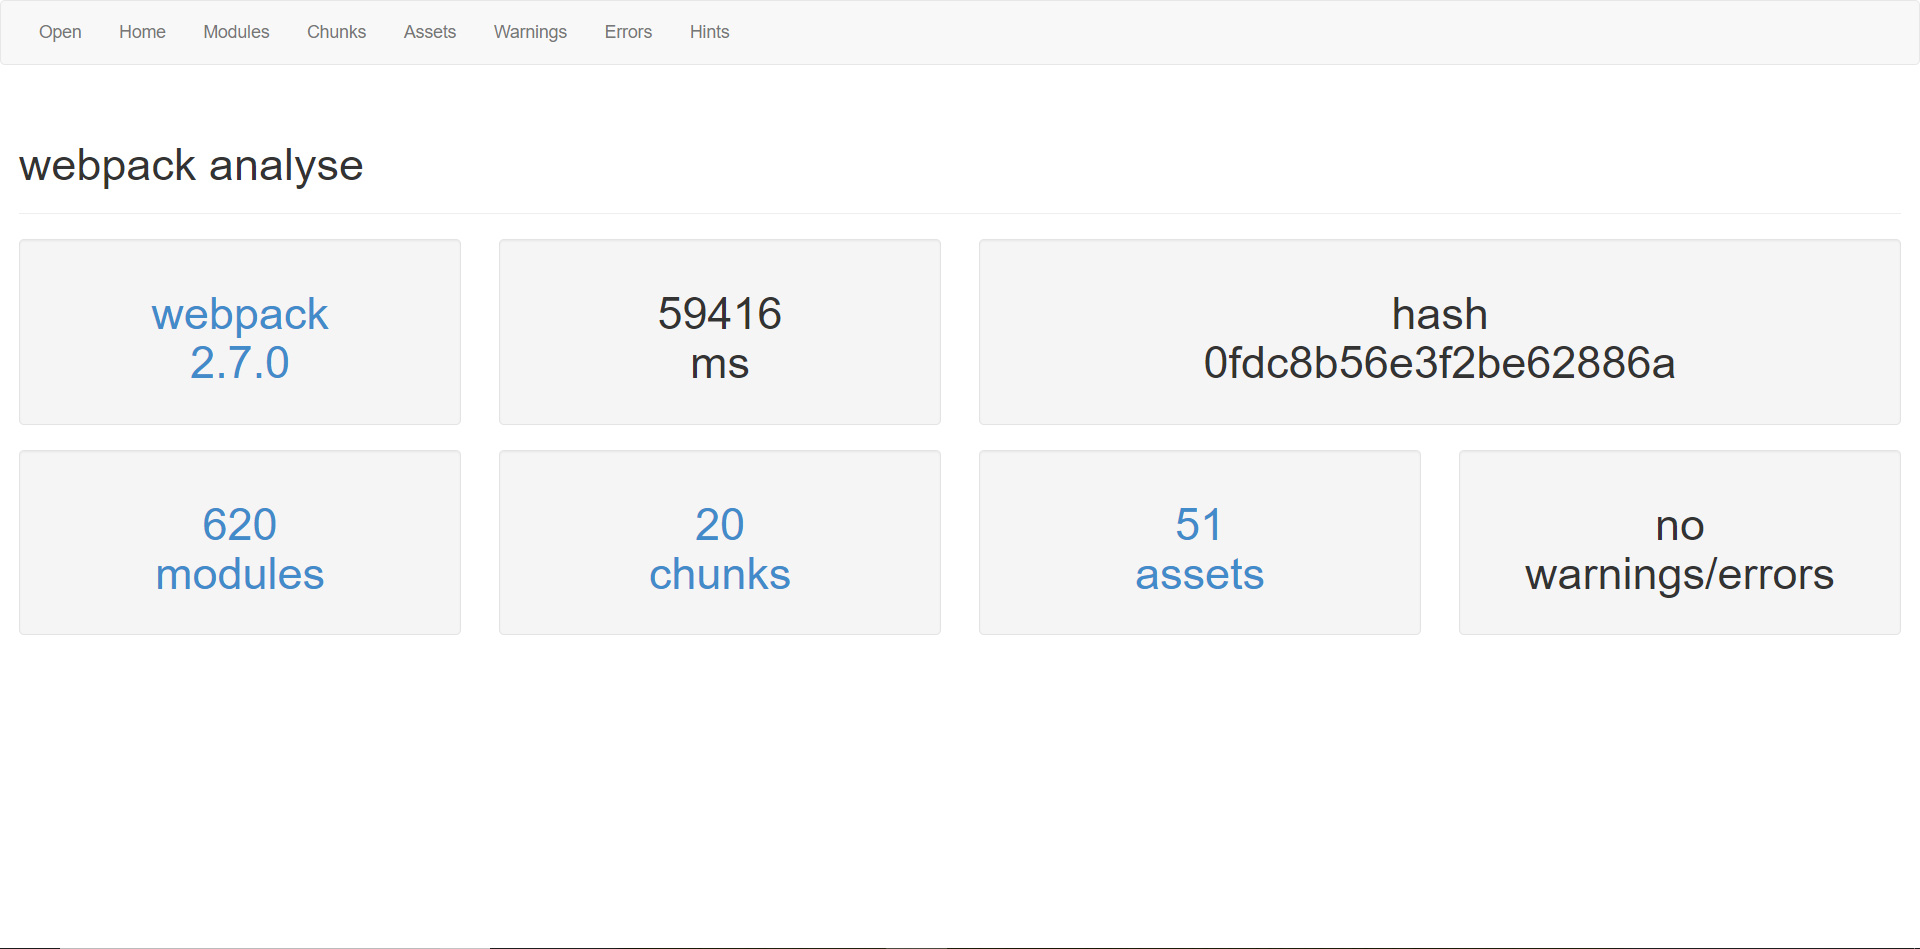 Open Home Modules Chunks Assets Warnings Errors Hints
webpack analyse
webpack
2.7.0
59416
ms
hash
0fdc8b56e3f2be62886a
620
modules
20
chunks
51
assets
no
warnings/errors